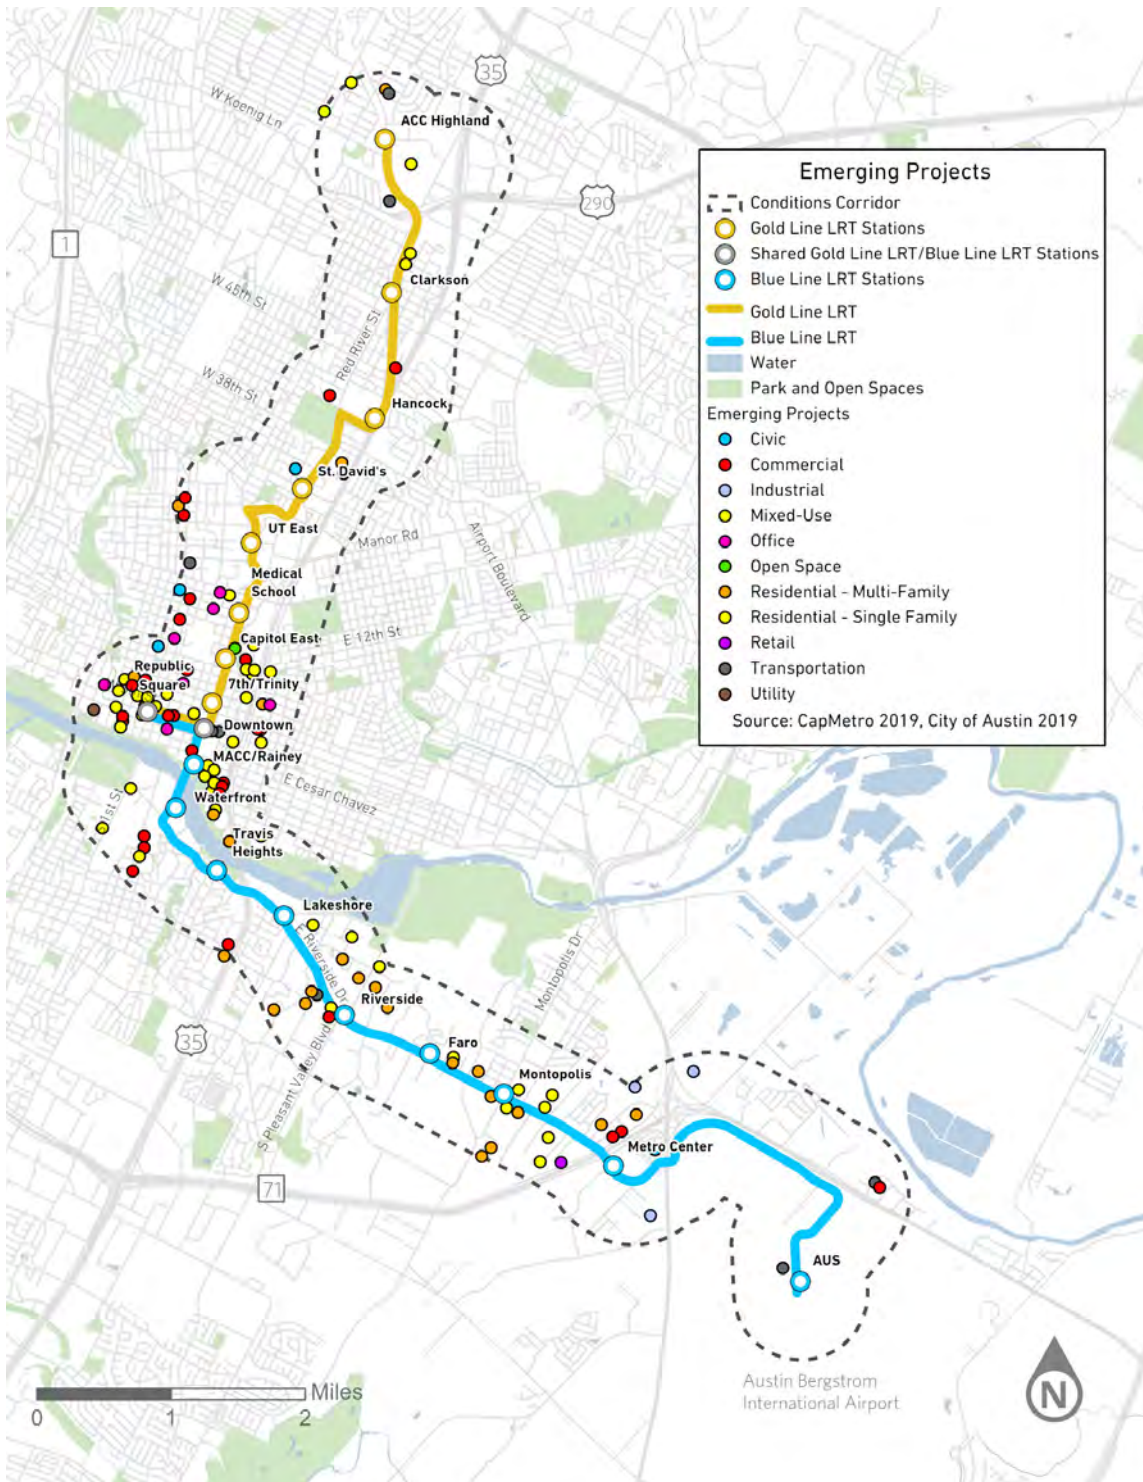 35
W Koenig Ln
ACC Highland
290
1
W 45th St
Clarkson
Red River St
W 38th St
Hancock
St. David's
UT East
Manor Rd
Airport Boulevard
Medical
School
E 12th St
Capitol East
Republic
Square
7th/Trinity
Downtown
MACC/Rainey
E Cesar Chavez
Waterfront
1st St
Travis
Heights
Lakeshore
E Riverside Dr
Montopolis Dr
Riverside
35
S Pleasant Valley Blvd
Faro
Montopolis
Metro Center
71
AUS
Austin Bergstrom
International Airport
Emerging Projects
Conditions Corridor
Gold Line LRT Stations
Shared Gold Line LRT/Blue Line LRT Stations
Blue Line LRT Stations
Gold Line LRT
Blue Line LRT
Water
Park and Open Spaces
Emerging Projects
Civic
Commercial
Industrial
Mixed-Use
Office
Open Space
Residential - Multi-Family
Residential - Single Family
Retail
Transportation
Utility
Source: CapMetro 2019, City of Austin 2019
Miles
0 1 2
N